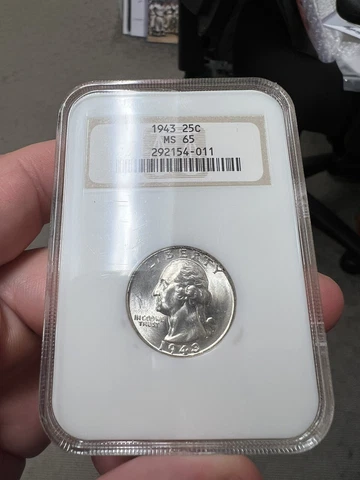 1943 25C
MS 65
292154-011
LIBERTY
IN GOD WE
TRUST
1943